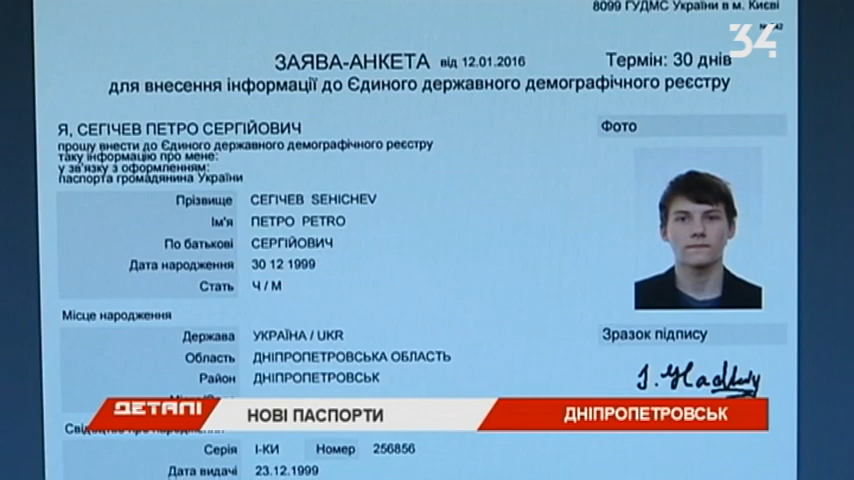 8099 ГУДМС України в м. Києві
34
ЗАЯВА-АНКЕТА від 12.01.2016
Термін: 30 днів
для внесення інформації до Єдиного державного демографічного реєстру
Я, СЕГІЧЕВ ПЕТРО СЕРГІЙОВИЧ
Фото
прошу внести до Єдиного державного демографічного реєстру
таку інформацію про мене:
у зв'язку з оформленням:
паспорта громадянина України
Прізвище СЕГІЧЕВ SEHICHEV
Ім'я ПЕТРО PETRO
По батькові СЕРГІЙОВИЧ
Дата народження 30 12 1999
Стать Ч / М
Місце народження
Зразок підпису
Держава УКРАЇНА / UKR
Область ДНІПРОПЕТРОВСЬКА ОБЛАСТЬ
Район ДНІПРОПЕТРОВСЬК
ДЕТАЛІ
НОВІ ПАСПОРТИ
ДНІПРОПЕТРОВСЬК
Серія І-КИ Номер 256856
Дата видачі 23.12.1999